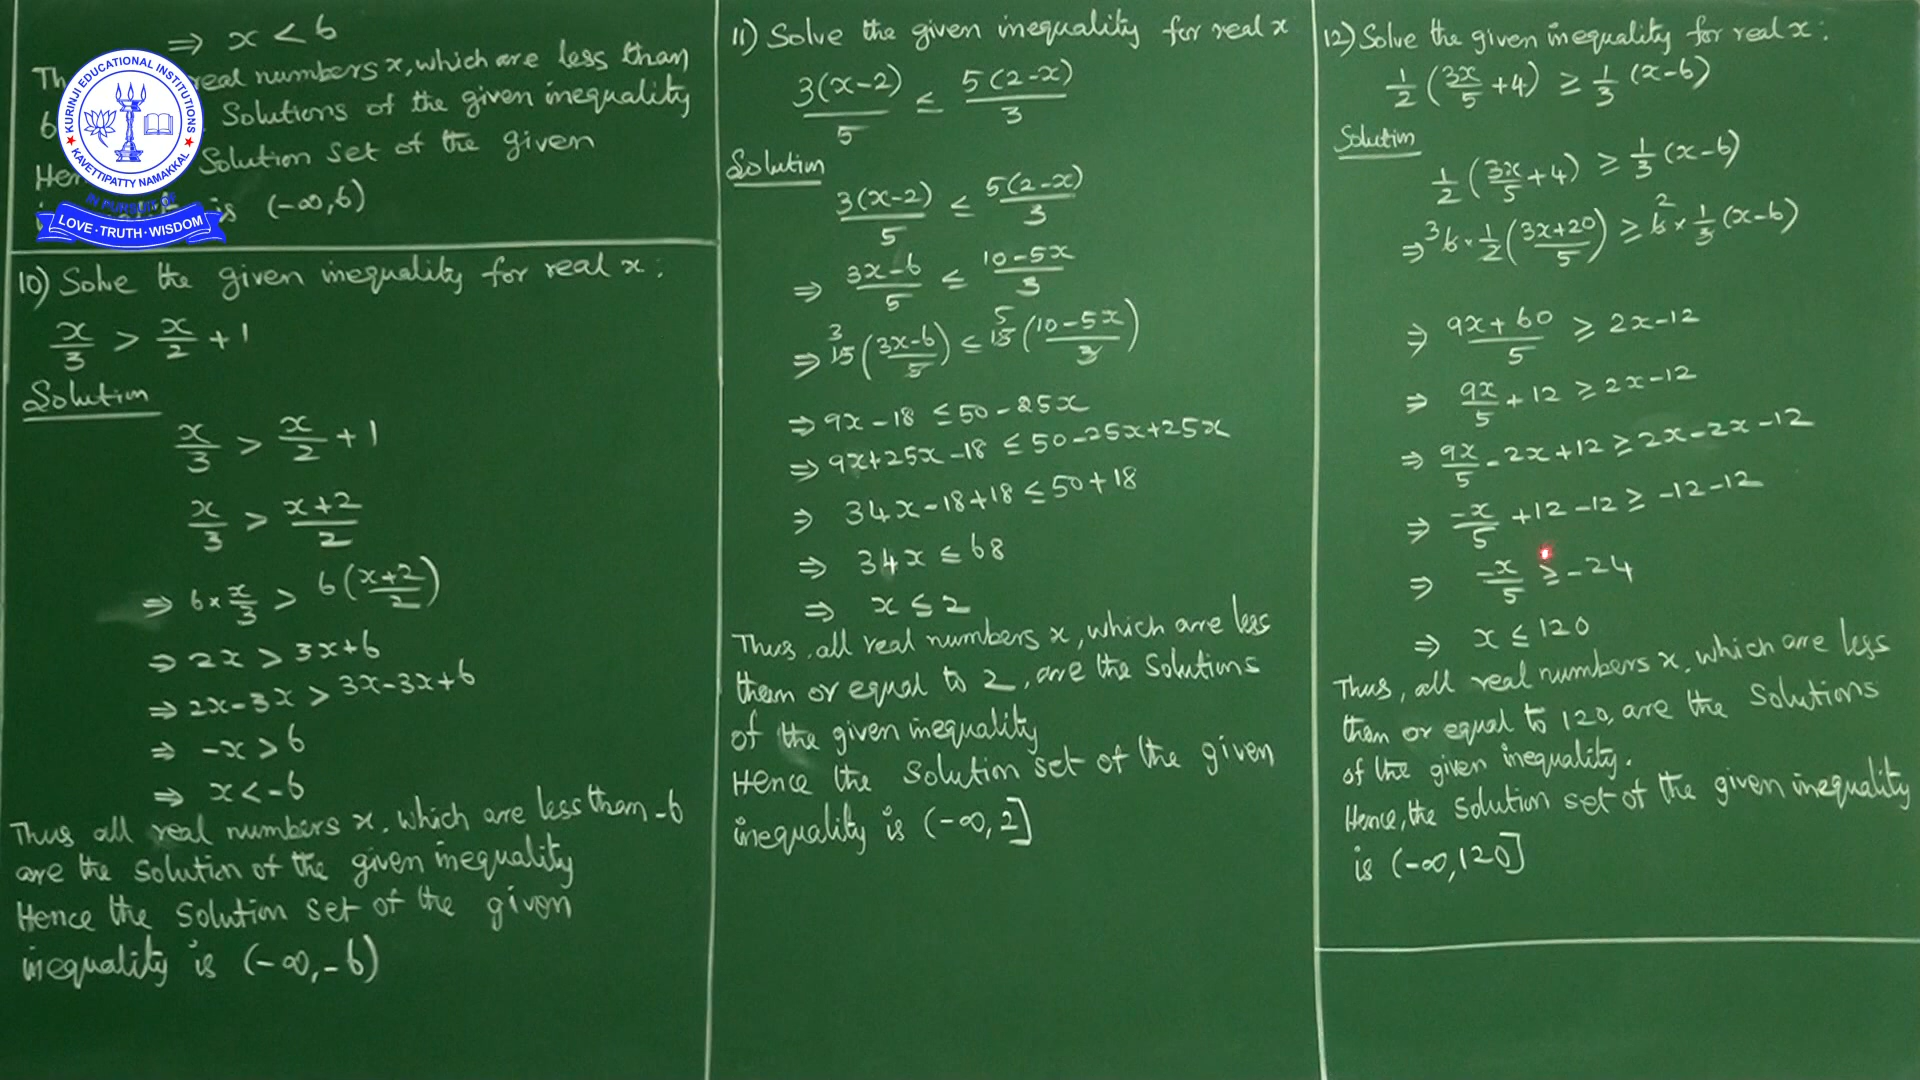 ⇒ x < 6
Th real numbers x, which are less than
6 Solutions of the given inequality
Hen Solution set of the given
is (-∞, 6)
KURINJI EDUCATIONAL INSTITUTIONS
KAVETTIPATTY NAMAKKAL
IN PURSUIT OF
LOVE · TRUTH · WISDOM
10) Solve the given inequality for real x :
x/3 > x/2 + 1
Solution
x/3 > x/2 + 1
x/3 > (x+2)/2
⇒ 6 × x/3 > 6((x+2)/2)
⇒ 2x > 3x+6
⇒ 2x-3x > 3x-3x+6
⇒ -x > 6
⇒ x < -6
Thus all real numbers x, which are less than -6
are the Solution of the given inequality
Hence the Solution set of the given
inequality is (-∞, -6)
11) Solve the given inequality for real x
3(x-2)/5 ≤ 5(2-x)/3
Solution
3(x-2)/5 ≤ 5(2-x)/3
⇒ (3x-6)/5 ≤ (10-5x)/3
⇒ 3 15((3x-6)/5) ≤ 5 15((10-5x)/3)
⇒ 9x-18 ≤ 50-25x
⇒ 9x+25x-18 ≤ 50-25x+25x
⇒ 34x-18+18 ≤ 50+18
⇒ 34x ≤ 68
⇒ x ≤ 2
Thus, all real numbers x, which are less
than or equal to 2, are the Solutions
of the given inequality
Hence the Solution set of the given
inequality is (-∞, 2]
12) Solve the given inequality for real x :
1/2 (3x/5 + 4) ≥ 1/3 (x-6)
Solution
1/2 (3x/5 + 4) ≥ 1/3 (x-6)
⇒ 3 6 × 1/2 ((3x+20)/5) ≥ 2 6 × 1/3 (x-6)
⇒ (9x+60)/5 ≥ 2x-12
⇒ 9x/5 + 12 ≥ 2x-12
⇒ 9x/5 - 2x + 12 ≥ 2x-2x-12
⇒ -x/5 + 12 - 12 ≥ -12-12
⇒ -x/5 ≥ -24
⇒ x ≤ 120
Thus, all real numbers x, which are less
than or equal to 120, are the Solutions
of the given inequality.
Hence, the Solution set of the given inequality
is (-∞, 120]